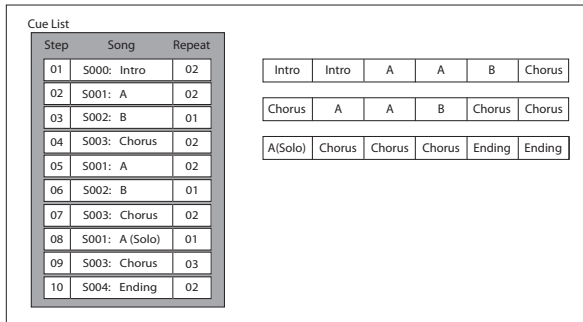 Cue List
Step Song Repeat
01 S000: Intro 02
02 S001: A 02
03 S002: B 01
04 S003: Chorus 02
05 S001: A 02
06 S002: B 01
07 S003: Chorus 02
08 S001: A (Solo) 01
09 S003: Chorus 03
10 S004: Ending 02
Intro Intro A A B Chorus
Chorus A A B Chorus Chorus
A(Solo) Chorus Chorus Chorus Ending Ending